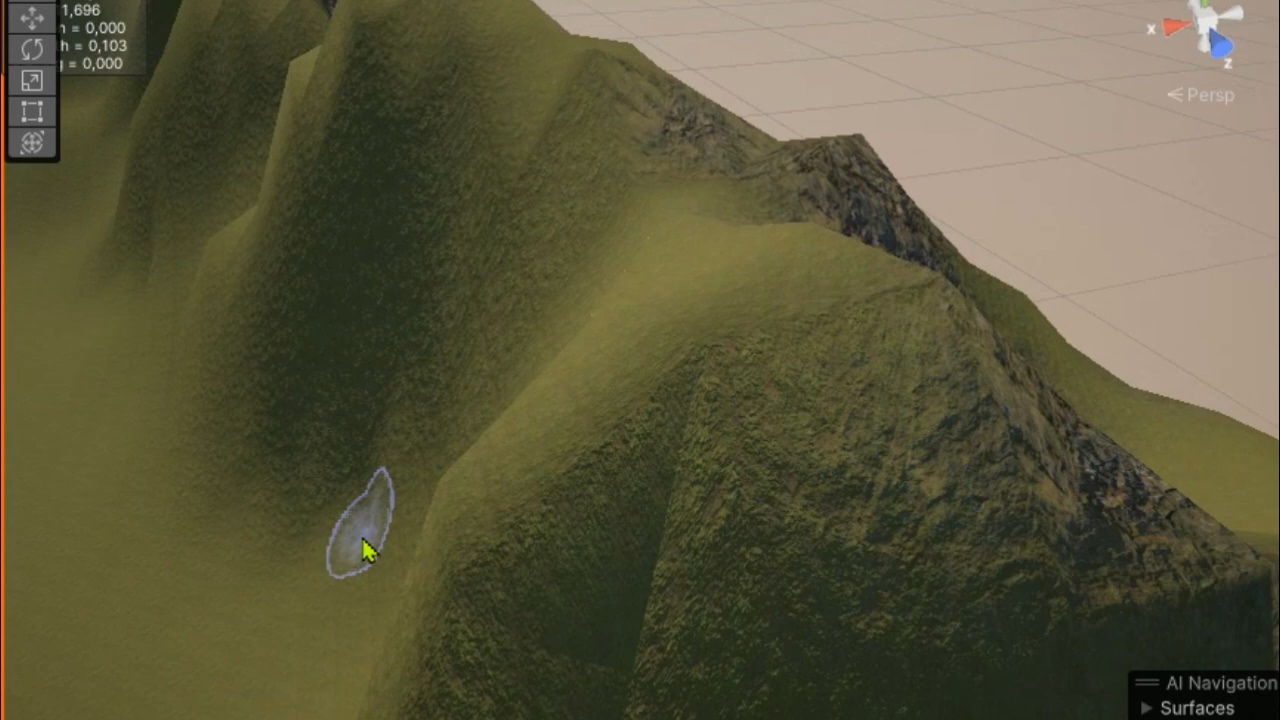 1,696
= 0,000
h = 0,103
= 0,000
x
z
Persp
AI Navigation
Surfaces